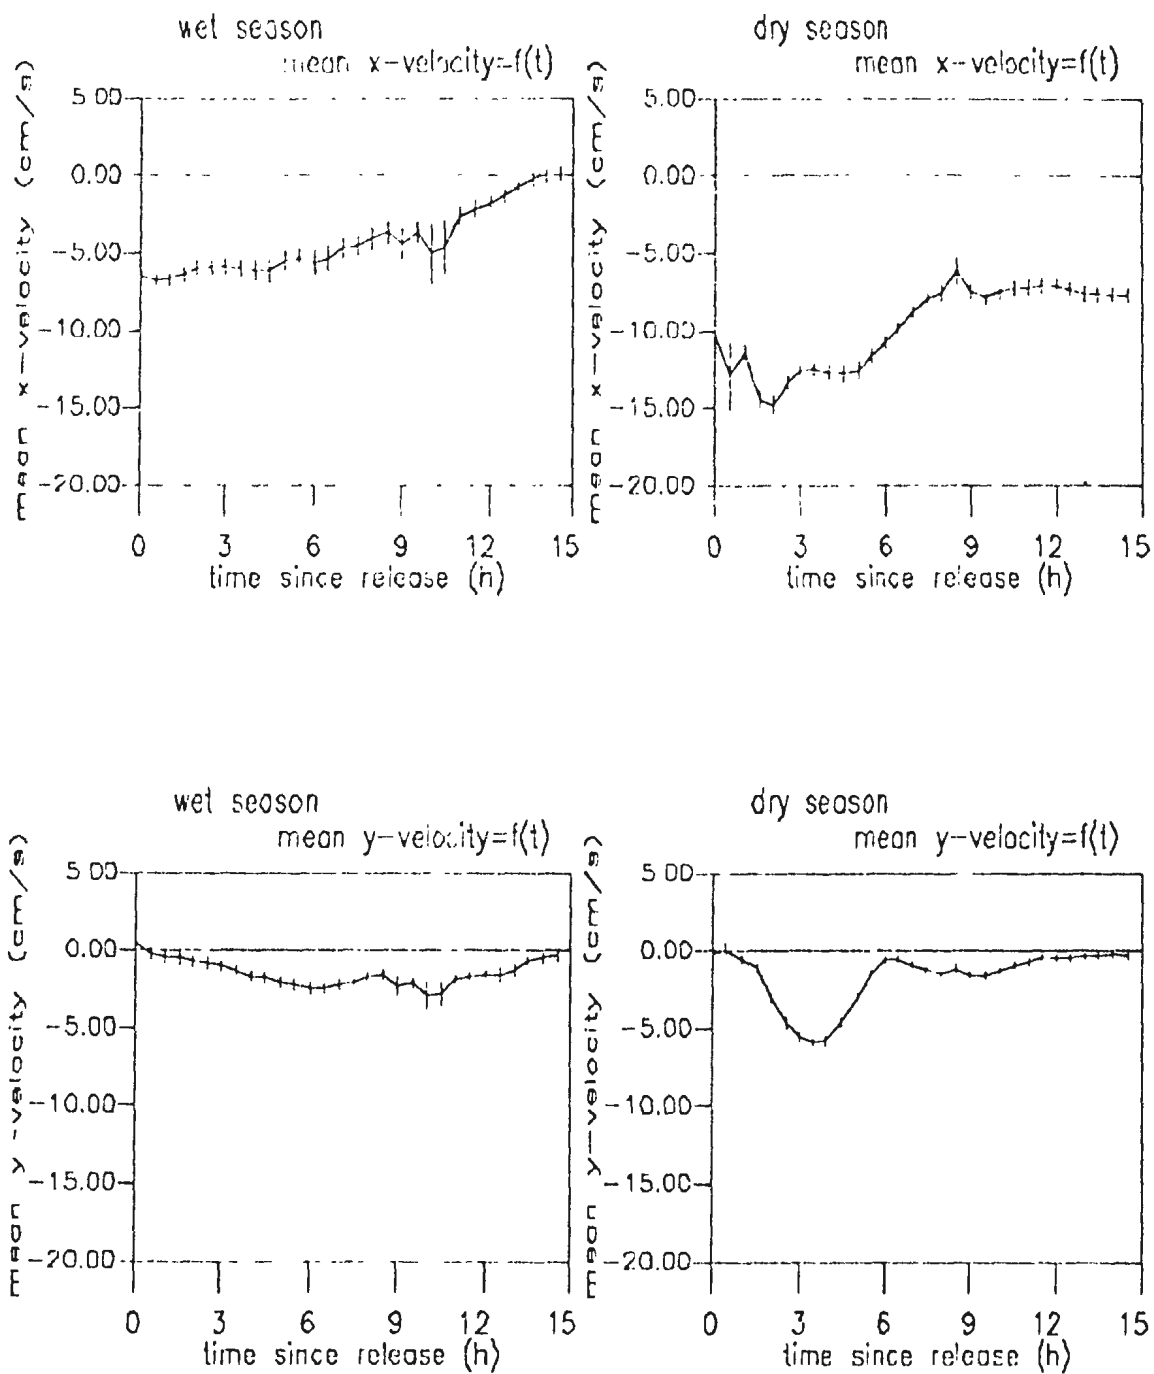 wet season
mean x-velocity=f(t)
mean x-velocity (cm/s)
5.00
0.00
-5.00
-10.00
-15.00
-20.00
0 3 6 9 12 15
time since release (h)
dry season
mean x-velocity=f(t)
mean x-velocity (cm/s)
5.00
0.00
-5.00
-10.00
-15.00
-20.00
0 3 6 9 12 15
time since release (h)
wet season
mean y-velocity=f(t)
mean y-velocity (cm/s)
5.00
0.00
-5.00
-10.00
-15.00
-20.00
0 3 6 9 12 15
time since release (h)
dry season
mean y-velocity=f(t)
mean y-velocity (cm/s)
5.00
0.00
-5.00
-10.00
-15.00
-20.00
0 3 6 9 12 15
time since release (h)